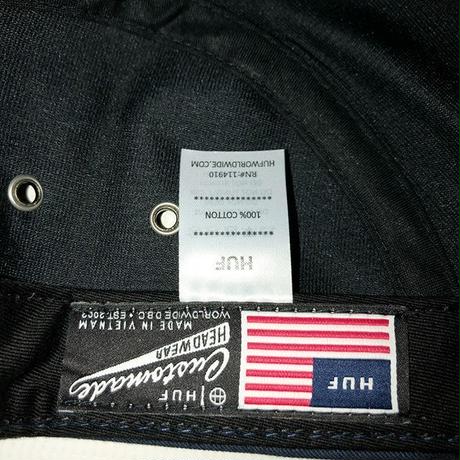 HUF
************
100% COTTON
************
RN#:114910
HUFWORLDWIDE.COM
HUF
Customade
HEADWEAR
MADE IN VIETNAM
WORLDWIDE D.B.C. • EST. 2002
HUF